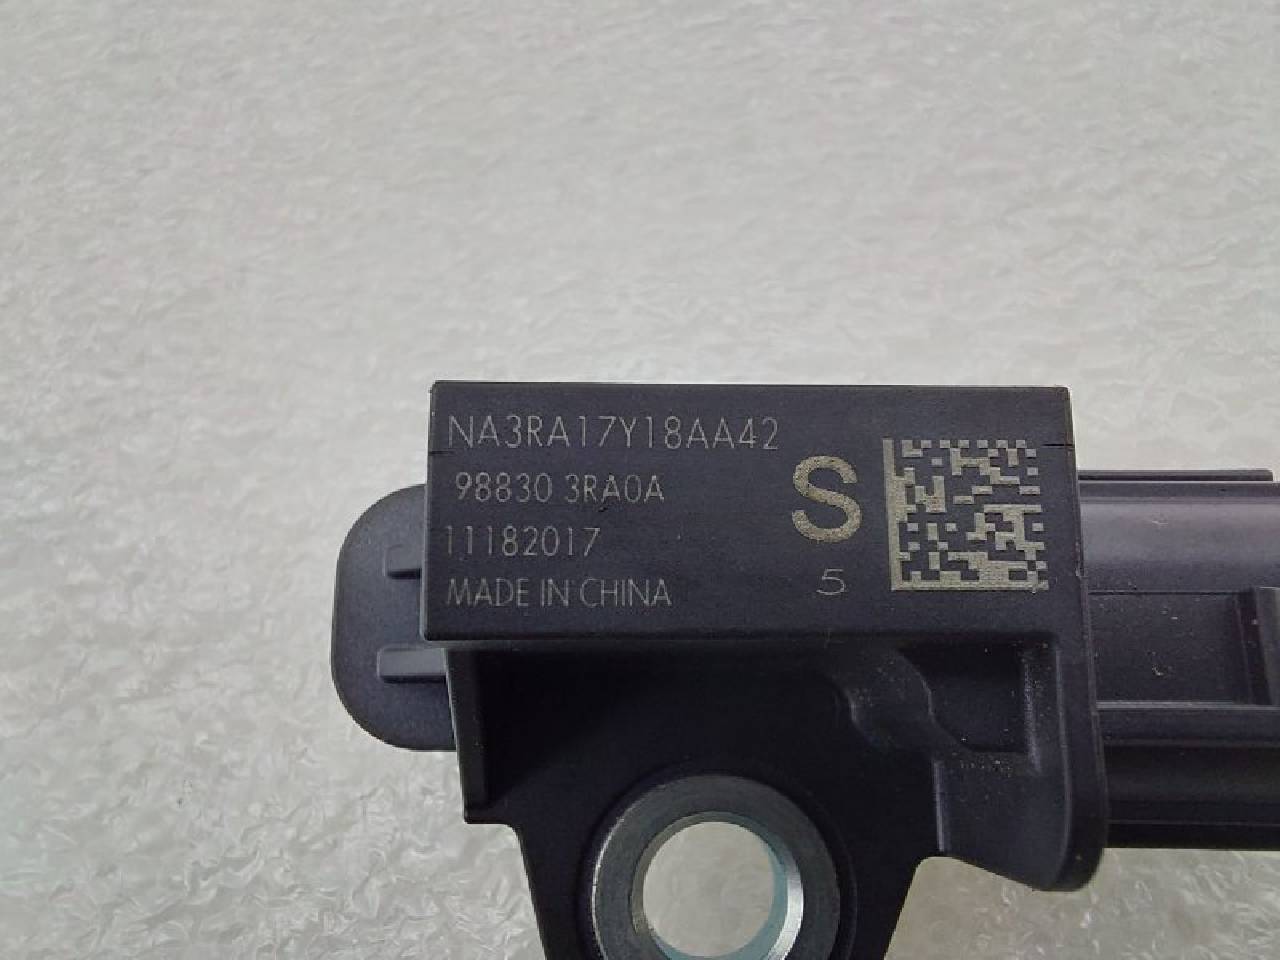 NA3RA17Y18AA42
98830 3RA0A
11182017
MADE IN CHINA
S
5